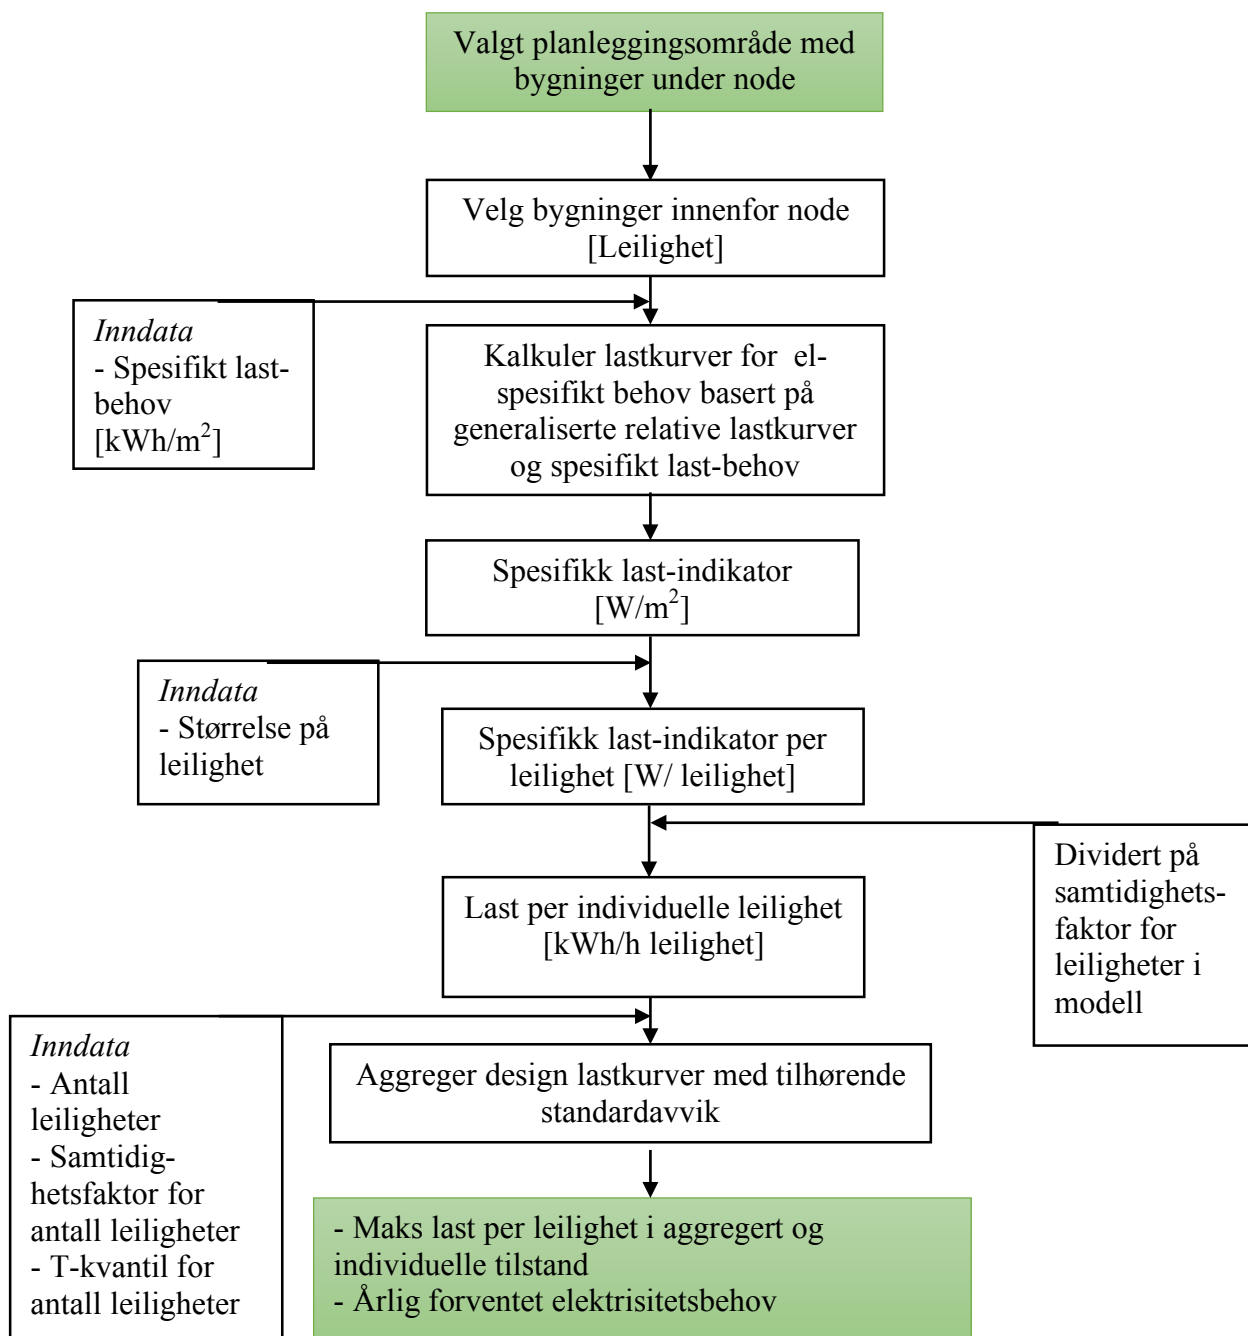 Valgt planleggingsområde med
bygninger under node
Velg bygninger innenfor node
[Leilighet]
Inndata
- Spesifikt last-
behov
[kWh/m²]
Kalkuler lastkurver for el-
spesifikt behov basert på
generaliserte relative lastkurver
og spesifikt last-behov
Spesifikk last-indikator
[W/m²]
Inndata
- Størrelse på
leilighet
Spesifikk last-indikator per
leilighet [W/ leilighet]
Dividert på
samtidighets-
faktor for
leiligheter i
modell
Last per individuelle leilighet
[kWh/h leilighet]
Inndata
- Antall
leiligheter
- Samtidig-
hetsfaktor for
antall leiligheter
- T-kvantil for
antall leiligheter
Aggreger design lastkurver med tilhørende
standardavvik
- Maks last per leilighet i aggregert og
individuelle tilstand
- Årlig forventet elektrisitetsbehov